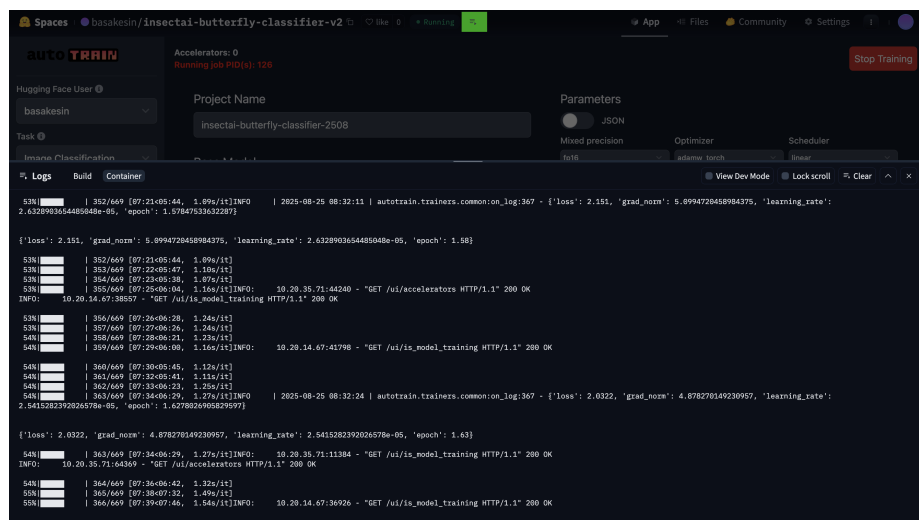 Spaces basakesin/insectai-butterfly-classifier-v2 like 0 Running
App Files Community Settings 1
auto TRAIN
Accelerators: 0
Running job PID(s): 126
Stop Training
Hugging Face User
basakesin
Task
Image Classification
Project Name
insectai-butterfly-classifier-2508
Parameters
JSON
Mixed precision Optimizer Scheduler
fp16 adamw_torch linear
Logs Build Container View Dev Mode Lock scroll Clear
53%| | 352/669 [07:21<05:44, 1.09s/it]INFO | 2025-08-25 08:32:11 | autotrain.trainers.common:on_log:367 - {'loss': 2.151, 'grad_norm': 5.0994720458984375, 'learning_rate':
2.6328903654485048e-05, 'epoch': 1.57847533632287}
{'loss': 2.151, 'grad_norm': 5.0994720458984375, 'learning_rate': 2.6328903654485048e-05, 'epoch': 1.58}
53%| | 352/669 [07:21<05:44, 1.09s/it]
53%| | 353/669 [07:22<05:47, 1.10s/it]
53%| | 354/669 [07:23<05:38, 1.07s/it]
53%| | 355/669 [07:25<06:04, 1.16s/it]INFO: 10.20.35.71:44240 - "GET /ui/accelerators HTTP/1.1" 200 OK
INFO: 10.20.14.67:38557 - "GET /ui/is_model_training HTTP/1.1" 200 OK
53%| | 356/669 [07:26<06:28, 1.24s/it]
53%| | 357/669 [07:27<06:26, 1.24s/it]
54%| | 358/669 [07:28<06:21, 1.23s/it]
54%| | 359/669 [07:29<06:00, 1.16s/it]INFO: 10.20.14.67:41798 - "GET /ui/is_model_training HTTP/1.1" 200 OK
54%| | 360/669 [07:30<05:45, 1.12s/it]
54%| | 361/669 [07:32<05:41, 1.11s/it]
54%| | 362/669 [07:33<06:23, 1.25s/it]
54%| | 363/669 [07:34<06:29, 1.27s/it]INFO | 2025-08-25 08:32:24 | autotrain.trainers.common:on_log:367 - {'loss': 2.0322, 'grad_norm': 4.878270149230957, 'learning_rate':
2.5415282392026578e-05, 'epoch': 1.6278026905829597}
{'loss': 2.0322, 'grad_norm': 4.878270149230957, 'learning_rate': 2.5415282392026578e-05, 'epoch': 1.63}
54%| | 363/669 [07:34<06:29, 1.27s/it]INFO: 10.20.35.71:11384 - "GET /ui/is_model_training HTTP/1.1" 200 OK
INFO: 10.20.35.71:64369 - "GET /ui/accelerators HTTP/1.1" 200 OK
54%| | 364/669 [07:36<06:42, 1.32s/it]
55%| | 365/669 [07:38<07:32, 1.49s/it]
55%| | 366/669 [07:39<07:46, 1.54s/it]INFO: 10.20.14.67:36926 - "GET /ui/is_model_training HTTP/1.1" 200 OK